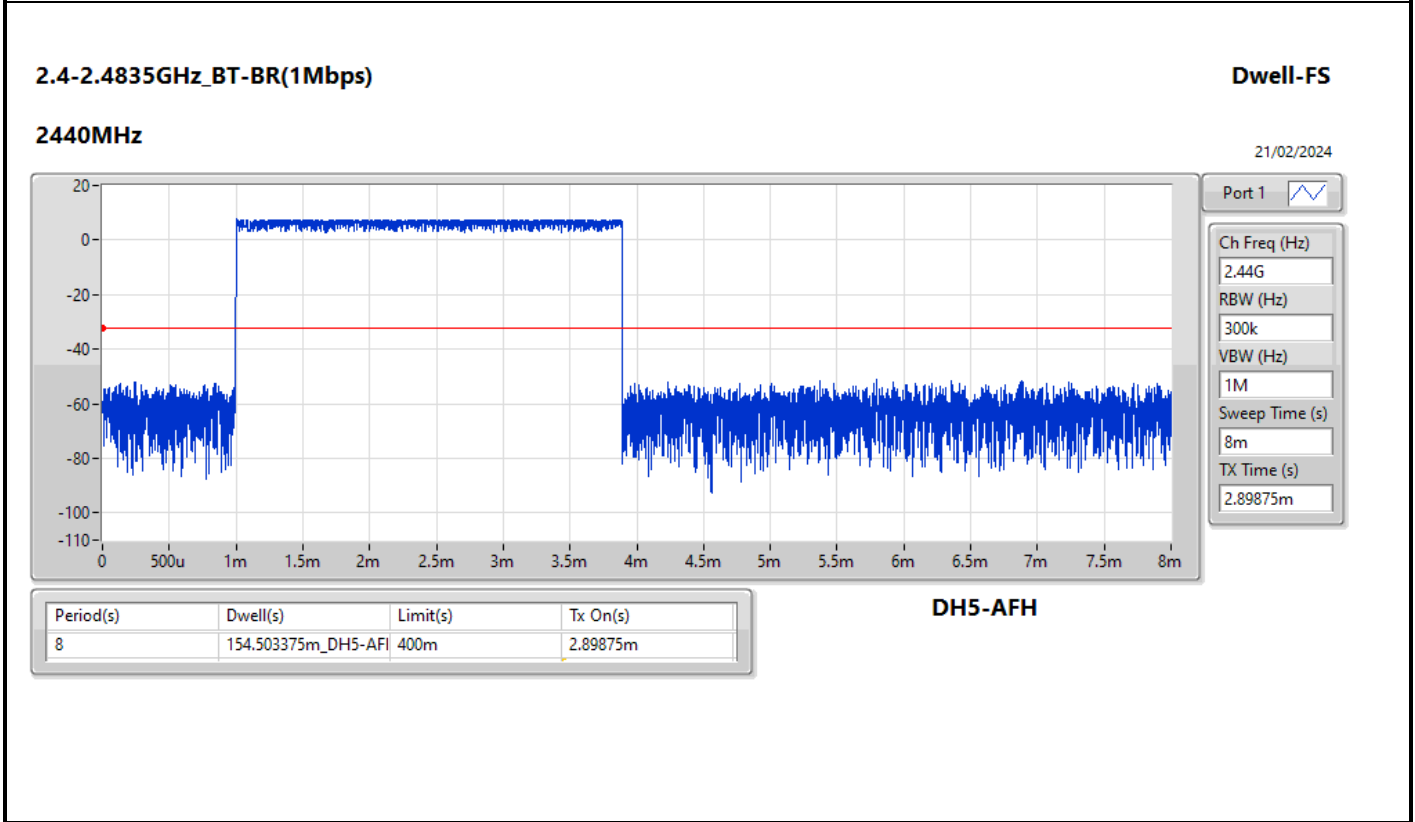 2.4-2.4835GHz_BT-BR(1Mbps)
Dwell-FS
2440MHz
21/02/2024
20
0
-20
-40
-60
-80
-100
-110
0 500u 1m 1.5m 2m 2.5m 3m 3.5m 4m 4.5m 5m 5.5m 6m 6.5m 7m 7.5m 8m
Port 1
Ch Freq (Hz)
2.44G
RBW (Hz)
300k
VBW (Hz)
1M
Sweep Time (s)
8m
TX Time (s)
2.89875m
Period(s) Dwell(s) Limit(s) Tx On(s)
8 154.503375m_DH5-AFI 400m 2.89875m
DH5-AFH